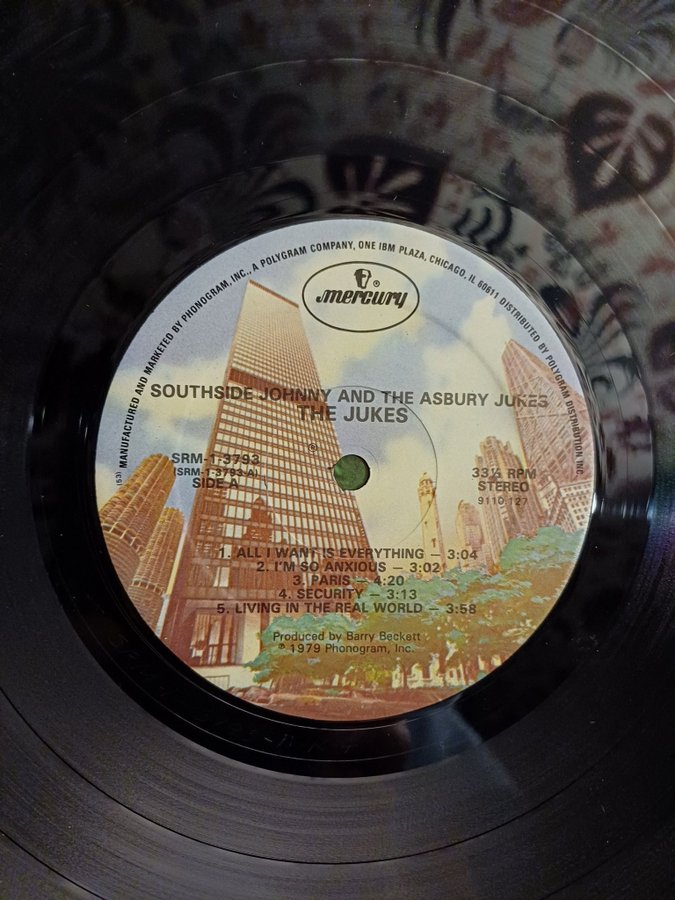 MANUFACTURED AND MARKETED BY PHONOGRAM, INC., A POLYGRAM COMPANY, ONE IBM PLAZA, CHICAGO, IL 60611 DISTRIBUTED BY POLYGRAM DISTRIBUTION, INC.
(53)
mercury ®
SOUTHSIDE JOHNNY AND THE ASBURY JUKES
THE JUKES
SRM-1-3793
(SRM-1-3793-A)
SIDE A
33⅓ RPM
STEREO
9110 127
1. ALL I WANT IS EVERYTHING – 3:04
2. I'M SO ANXIOUS – 3:02
3. PARIS – 4:20
4. SECURITY – 3:13
5. LIVING IN THE REAL WORLD – 3:58
Produced by Barry Beckett
℗ 1979 Phonogram, Inc.